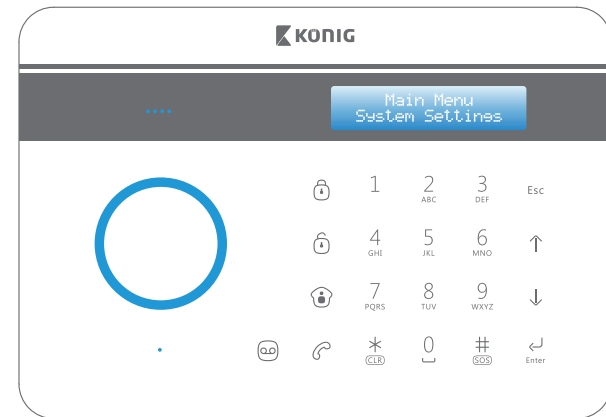 KÖNIG
Main Menu
System Settings
1 2 3 Esc
ABC DEF
4 5 6
GHI JKL MNO
7 8 9
PQRS TUV WXYZ
* 0 #
CLR SOS Enter